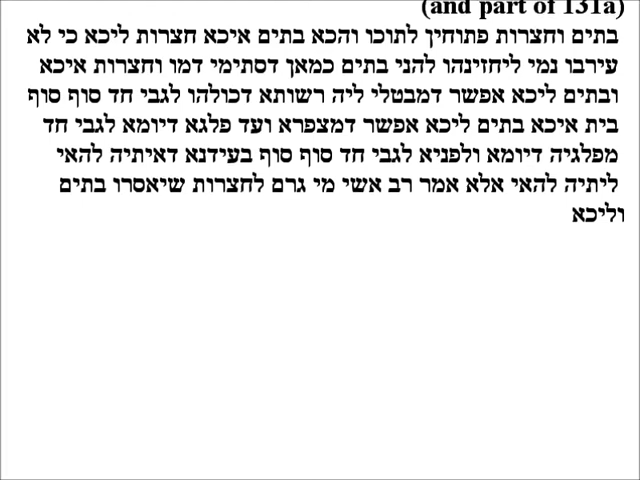 (and part of 131a)
בתים וחצרות פתוחין לתוכו והכא בתים איכא חצרות ליכא כי לא
עירבו נמי ליחזינהו להני בתים כמאן דסתימי דמו וחצרות איכא
ובתים ליכא אפשר דמבטלי ליה רשותא דכולהו לגבי חד סוף סוף
בית איכא בתים ליכא אפשר דמצפרא ועד פלגא דיומא לגבי חד
מפלגיה דיומא ולפניא לגבי חד סוף סוף בעידנא דאיתיה להאי
ליתיה להאי אלא אמר רב אשי מי גרם לחצרות שיאסרו בתים
וליכא